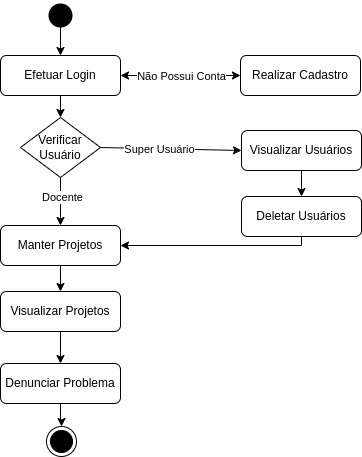 Efetuar Login
Não Possui Conta
Realizar Cadastro
Verificar
Usuário
Super Usuário
Visualizar Usuários
Docente
Deletar Usuários
Manter Projetos
Visualizar Projetos
Denunciar Problema